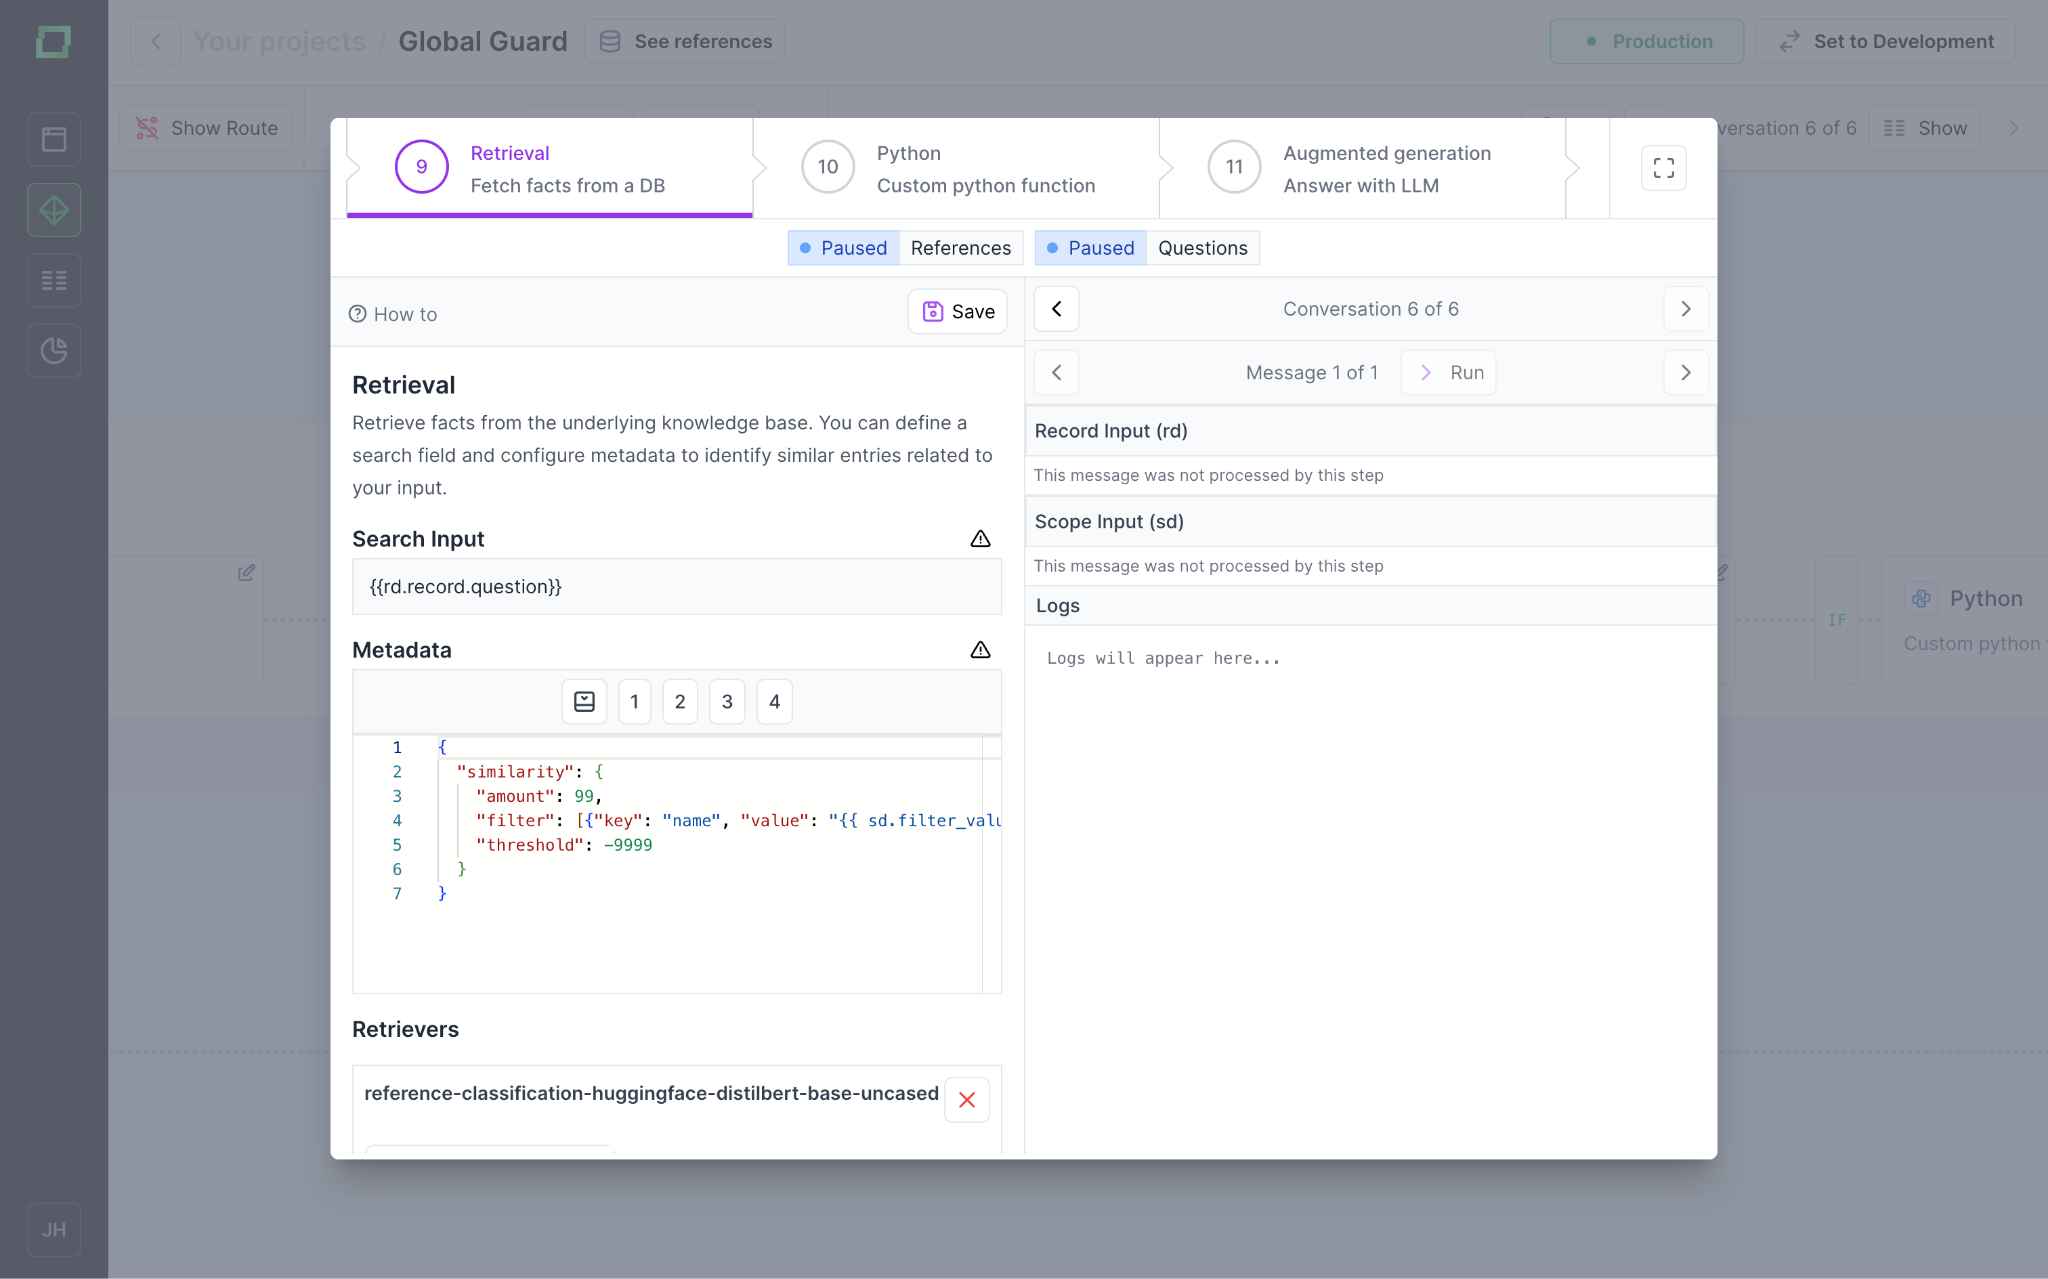 Your projects / Global Guard
See references
Production
Set to Development
Show Route
versation 6 of 6
Show
9
Retrieval
Fetch facts from a DB
10
Python
Custom python function
11
Augmented generation
Answer with LLM
Paused
References
Paused
Questions
How to
Save
Conversation 6 of 6
Message 1 of 1
Run
Retrieval
Retrieve facts from the underlying knowledge base. You can define a
search field and configure metadata to identify similar entries related to
your input.
Search Input
{{rd.record.question}}
Metadata
1 2 3 4
1 {
2 "similarity": {
3 "amount": 99,
4 "filter": [{"key": "name", "value": "{{ sd.filter_valu
5 "threshold": -9999
6 }
7 }
Retrievers
reference-classification-huggingface-distilbert-base-uncased
Record Input (rd)
This message was not processed by this step
Scope Input (sd)
This message was not processed by this step
Logs
Logs will appear here...
IF
Python
Custom python
JH